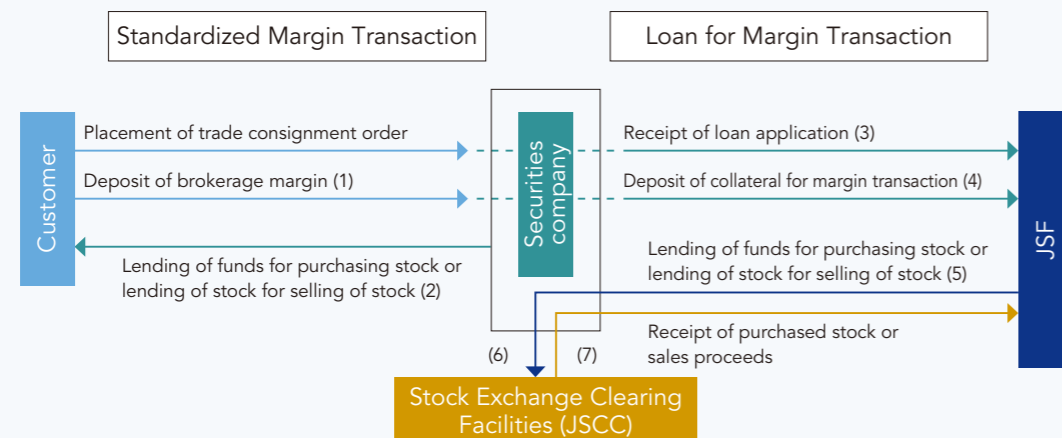 Standardized Margin Transaction
Loan for Margin Transaction
Customer
Placement of trade consignment order
Deposit of brokerage margin (1)
Lending of funds for purchasing stock or
lending of stock for selling of stock (2)
Securities
company
Receipt of loan application (3)
Deposit of collateral for margin transaction (4)
Lending of funds for purchasing stock or
lending of stock for selling of stock (5)
JSF
Receipt of purchased stock or
sales proceeds
(6)
(7)
Stock Exchange Clearing
Facilities (JSCC)